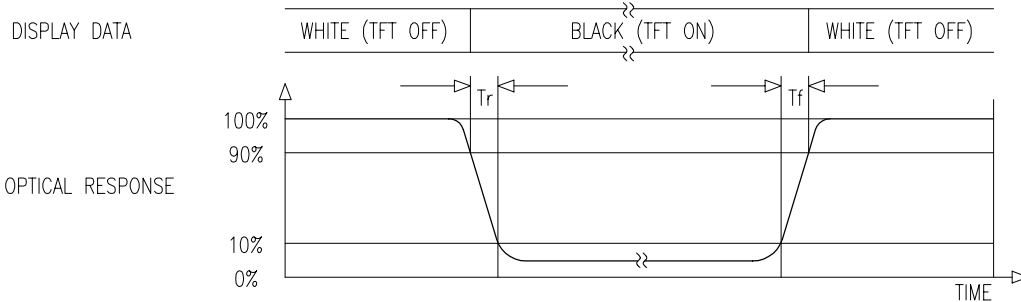 DISPLAY DATA
WHITE (TFT OFF)
BLACK (TFT ON)
WHITE (TFT OFF)
Tr
Tf
100%
90%
OPTICAL RESPONSE
10%
0%
TIME